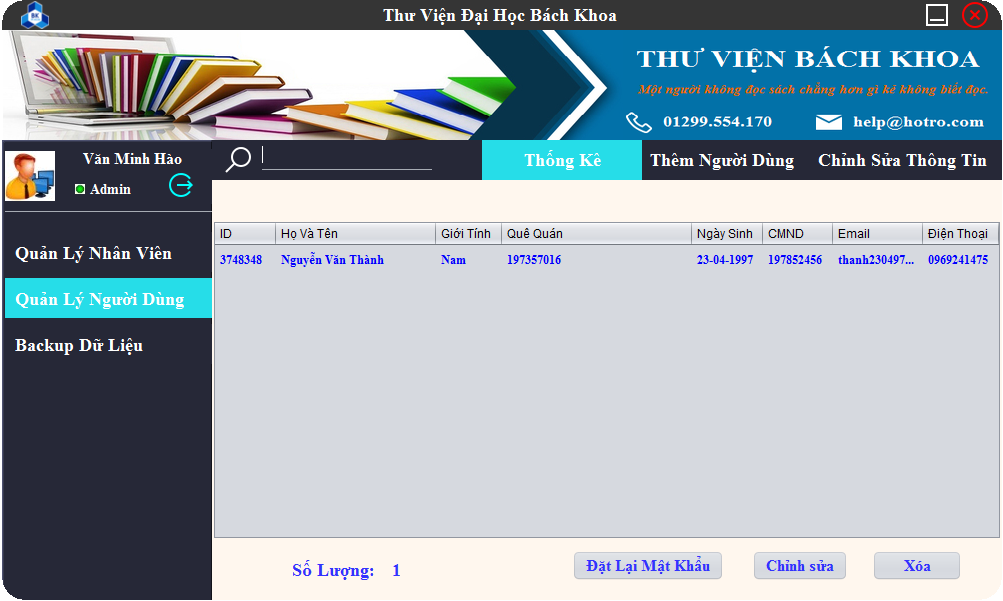 Thư Viện Đại Học Bách Khoa
BK
THƯ VIỆN BÁCH KHOA
Một người không đọc sách chẳng hơn gì kẻ không biết đọc.
01299.554.170 help@hotro.com
Văn Minh Hào
Admin
Thống Kê Thêm Người Dùng Chỉnh Sửa Thông Tin
Quản Lý Nhân Viên
Quản Lý Người Dùng
Backup Dữ Liệu
ID Họ Và Tên Giới Tính Quê Quán Ngày Sinh CMND Email Điện Thoại
3748348 Nguyễn Văn Thành Nam 197357016 23-04-1997 197852456 thanh230497... 0969241475
Số Lượng: 1
Đặt Lại Mật Khẩu Chỉnh sửa Xóa